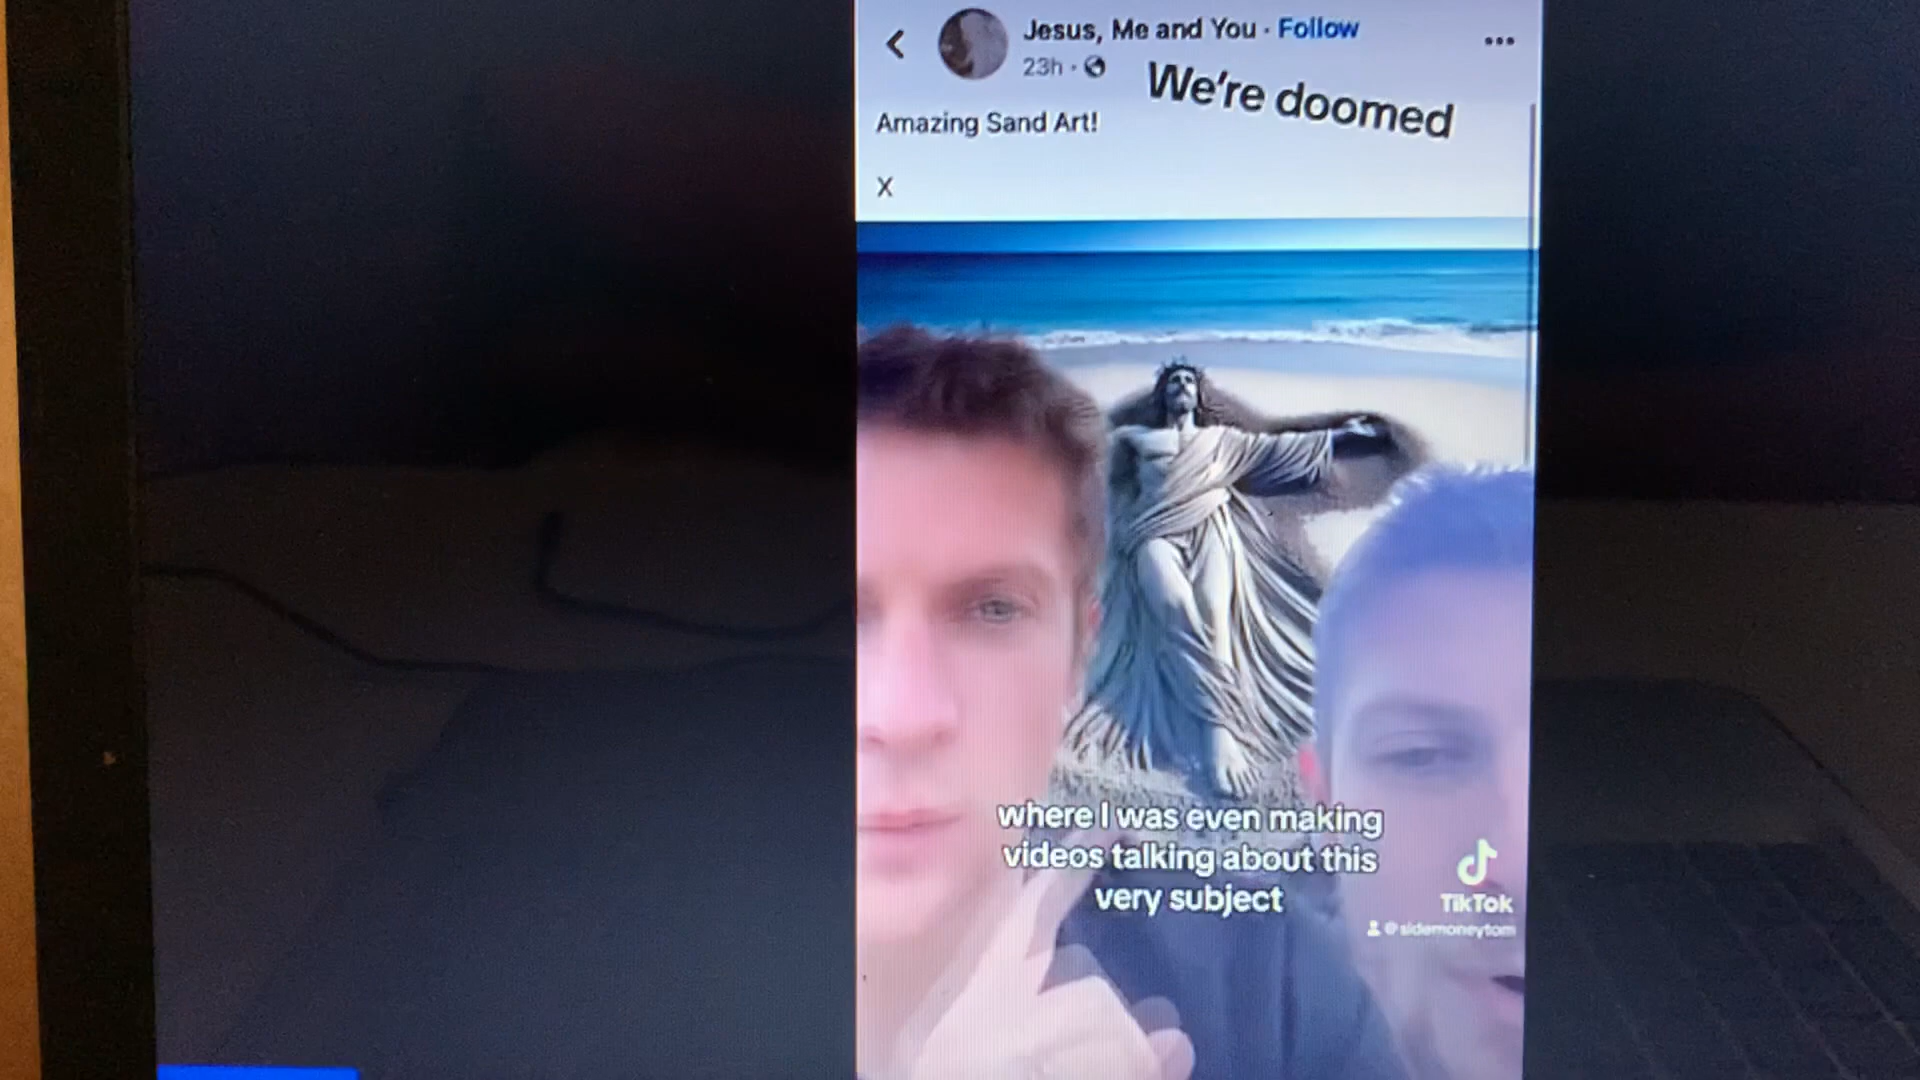 Jesus, Me and You · Follow
23h ·
We're doomed
Amazing Sand Art!
X
where I was even making
videos talking about this
very subject
TikTok
@sidemoneytom